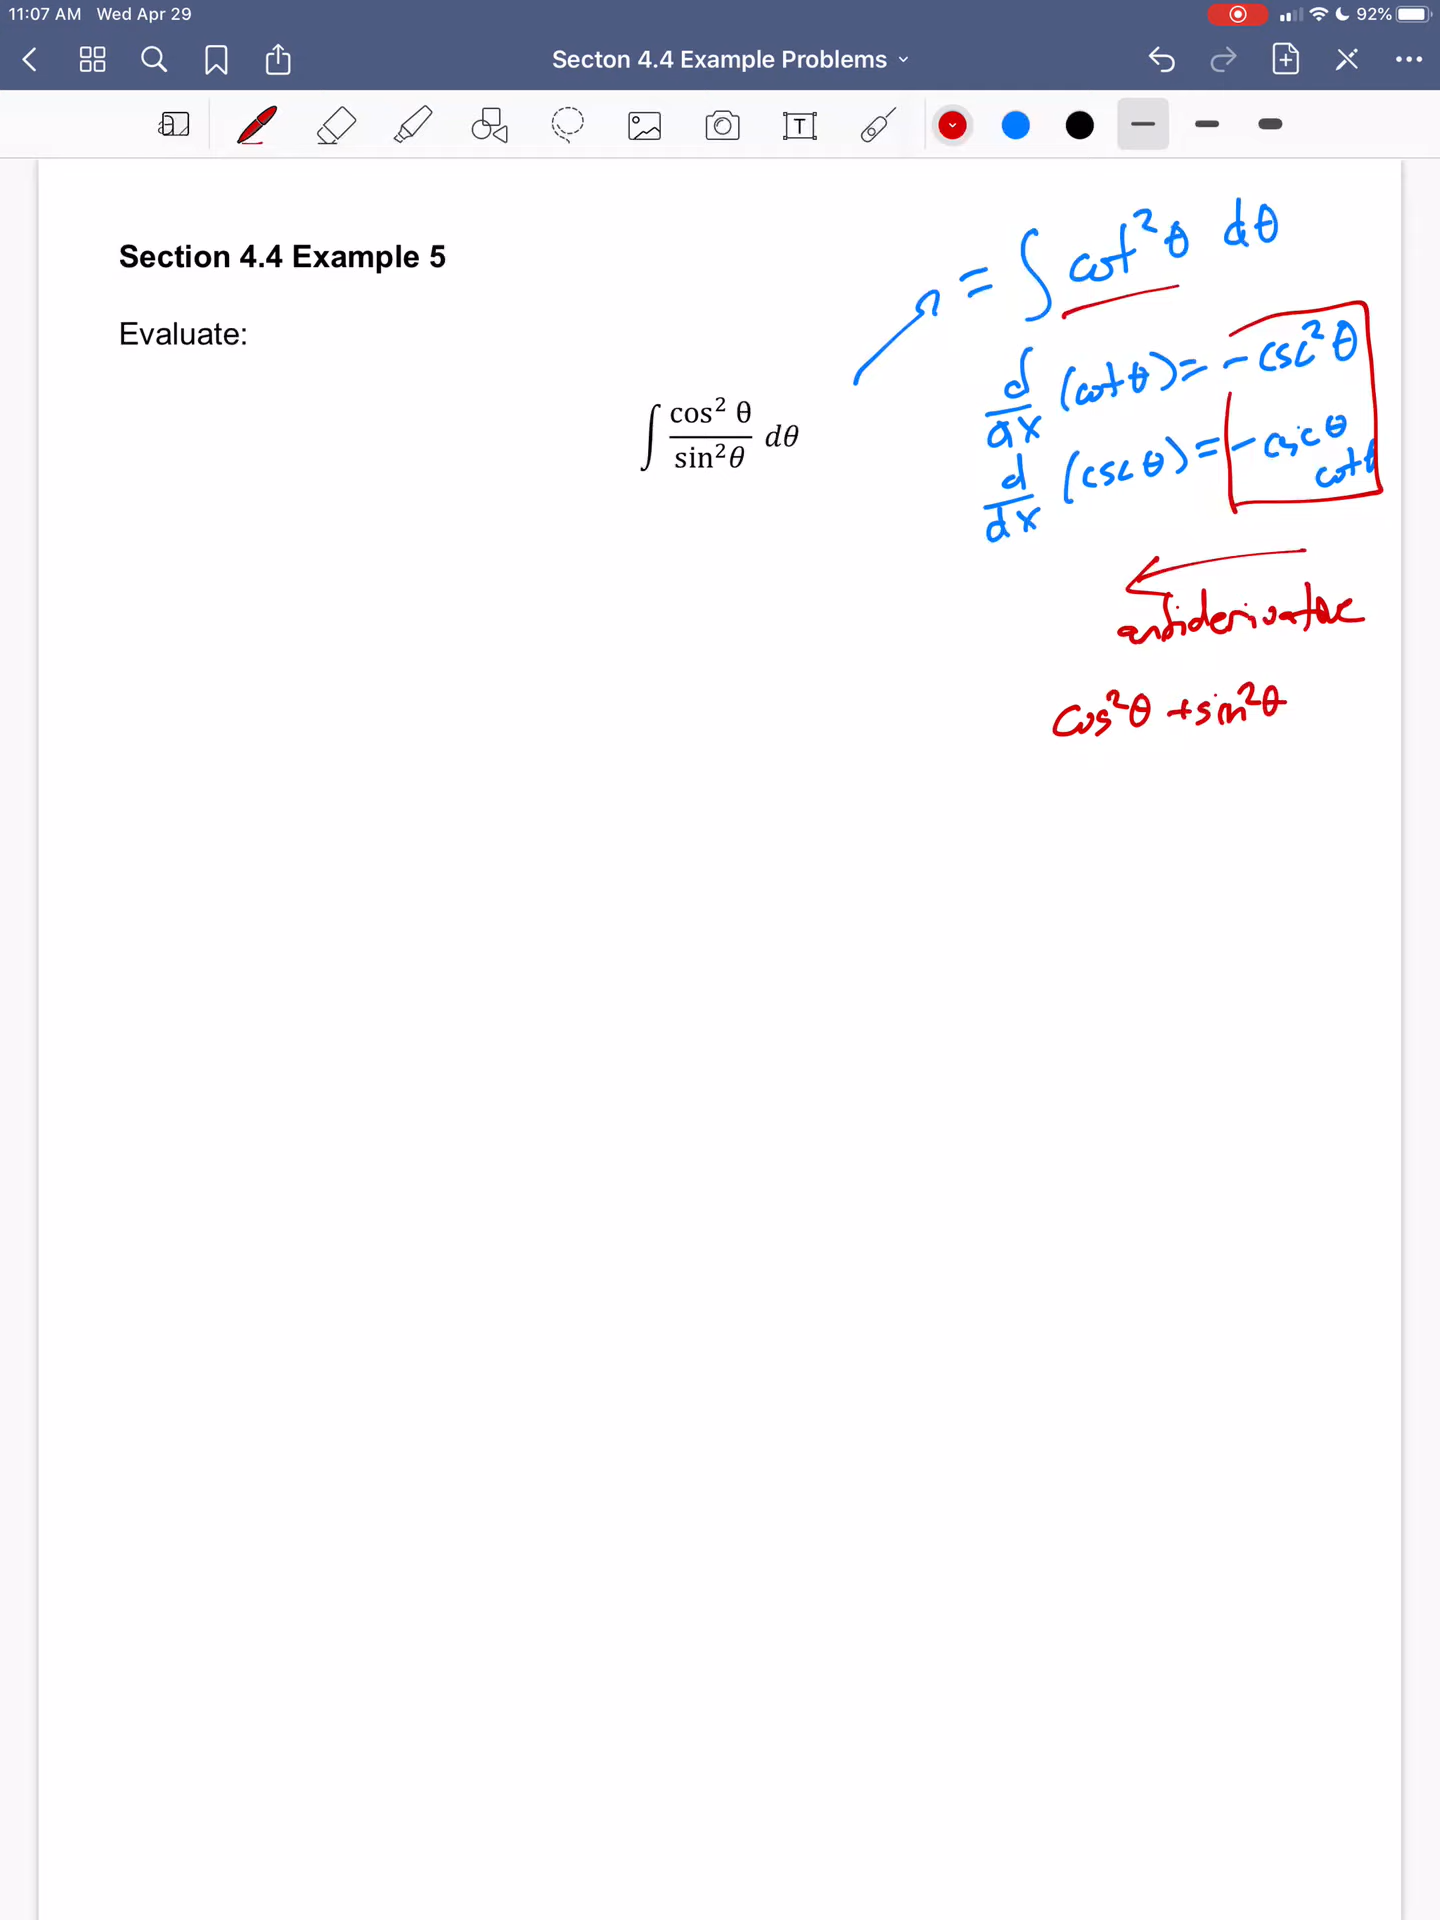 11:07 AM Wed Apr 29
92%
Secton 4.4 Example Problems
Section 4.4 Example 5
Evaluate:
∫ cos² θ / sin²θ dθ
= ∫ cot²θ dθ
d/dx (cot θ) = -csc²θ
d/dx (csc θ) = -csc θ cot θ
antiderivative
cos²θ + sin²θ